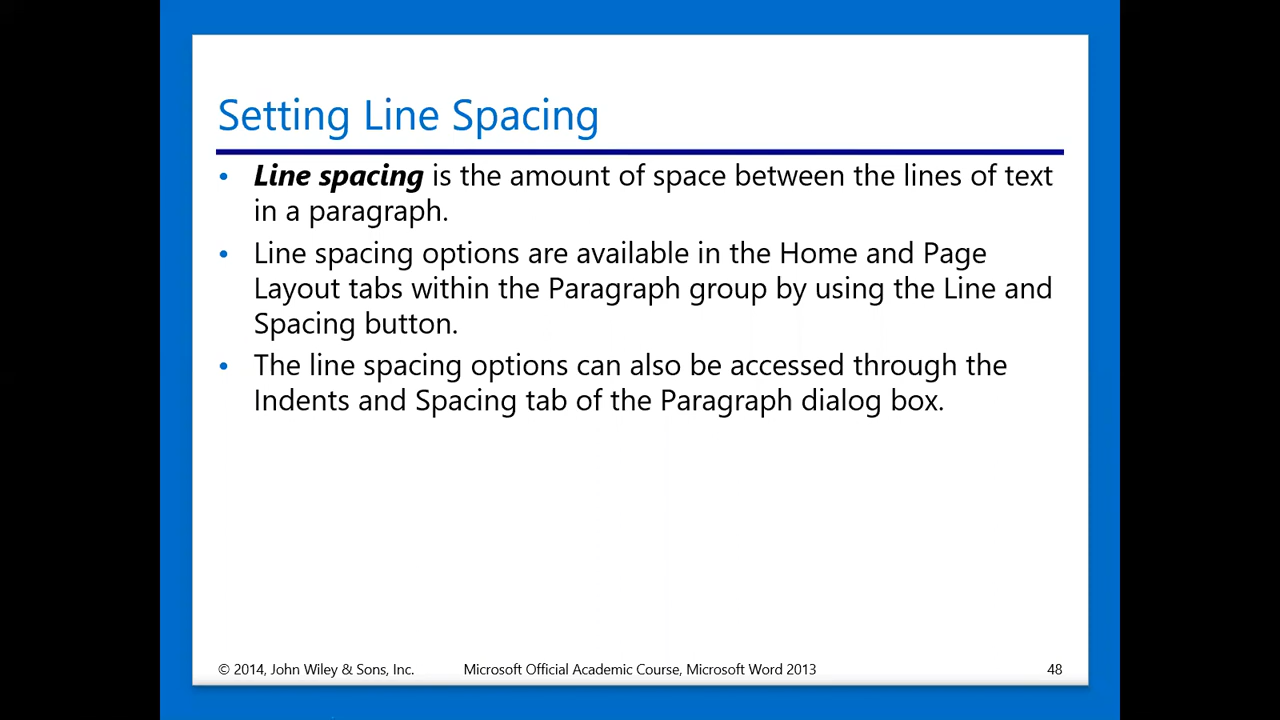 Setting Line Spacing
• Line spacing is the amount of space between the lines of text
in a paragraph.
• Line spacing options are available in the Home and Page
Layout tabs within the Paragraph group by using the Line and
Spacing button.
• The line spacing options can also be accessed through the
Indents and Spacing tab of the Paragraph dialog box.
© 2014, John Wiley & Sons, Inc. Microsoft Official Academic Course, Microsoft Word 2013 48